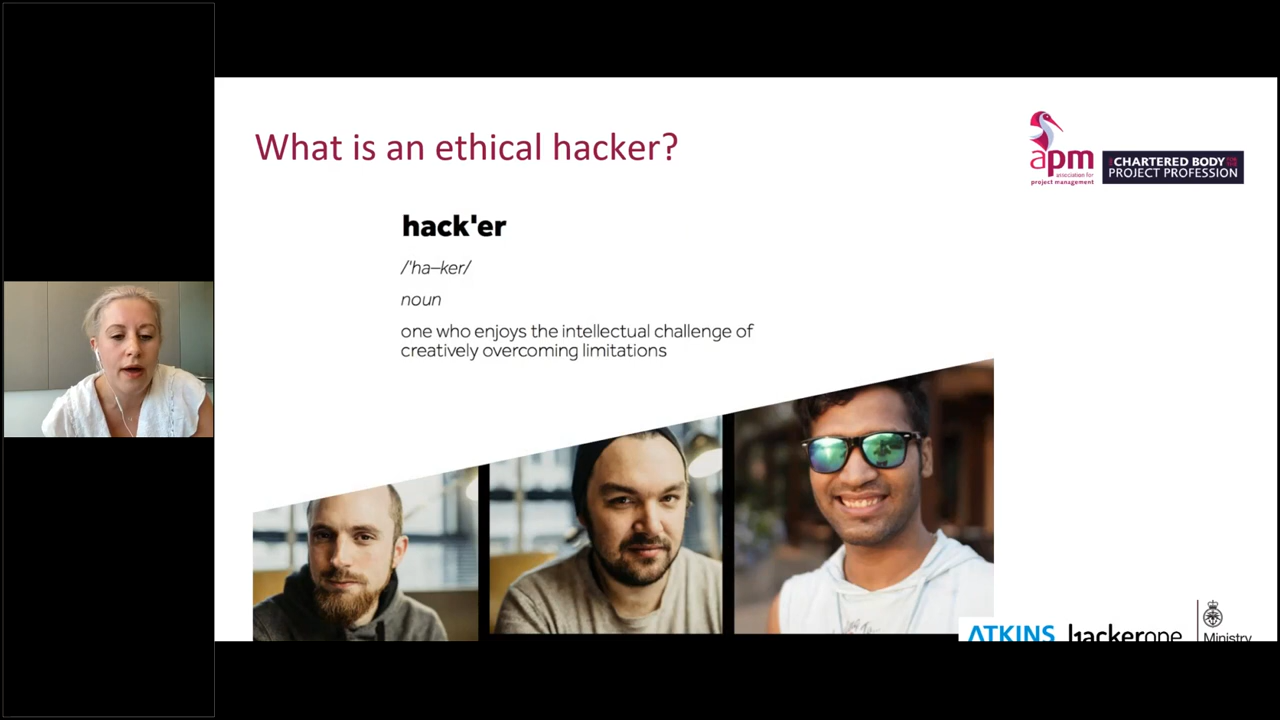 What is an ethical hacker?
apm
association for
project management
CHARTERED BODY
PROJECT PROFESSION
hack'er
/'ha–ker/
noun
one who enjoys the intellectual challenge of
creatively overcoming limitations
ATKINS
hackerone
Ministry